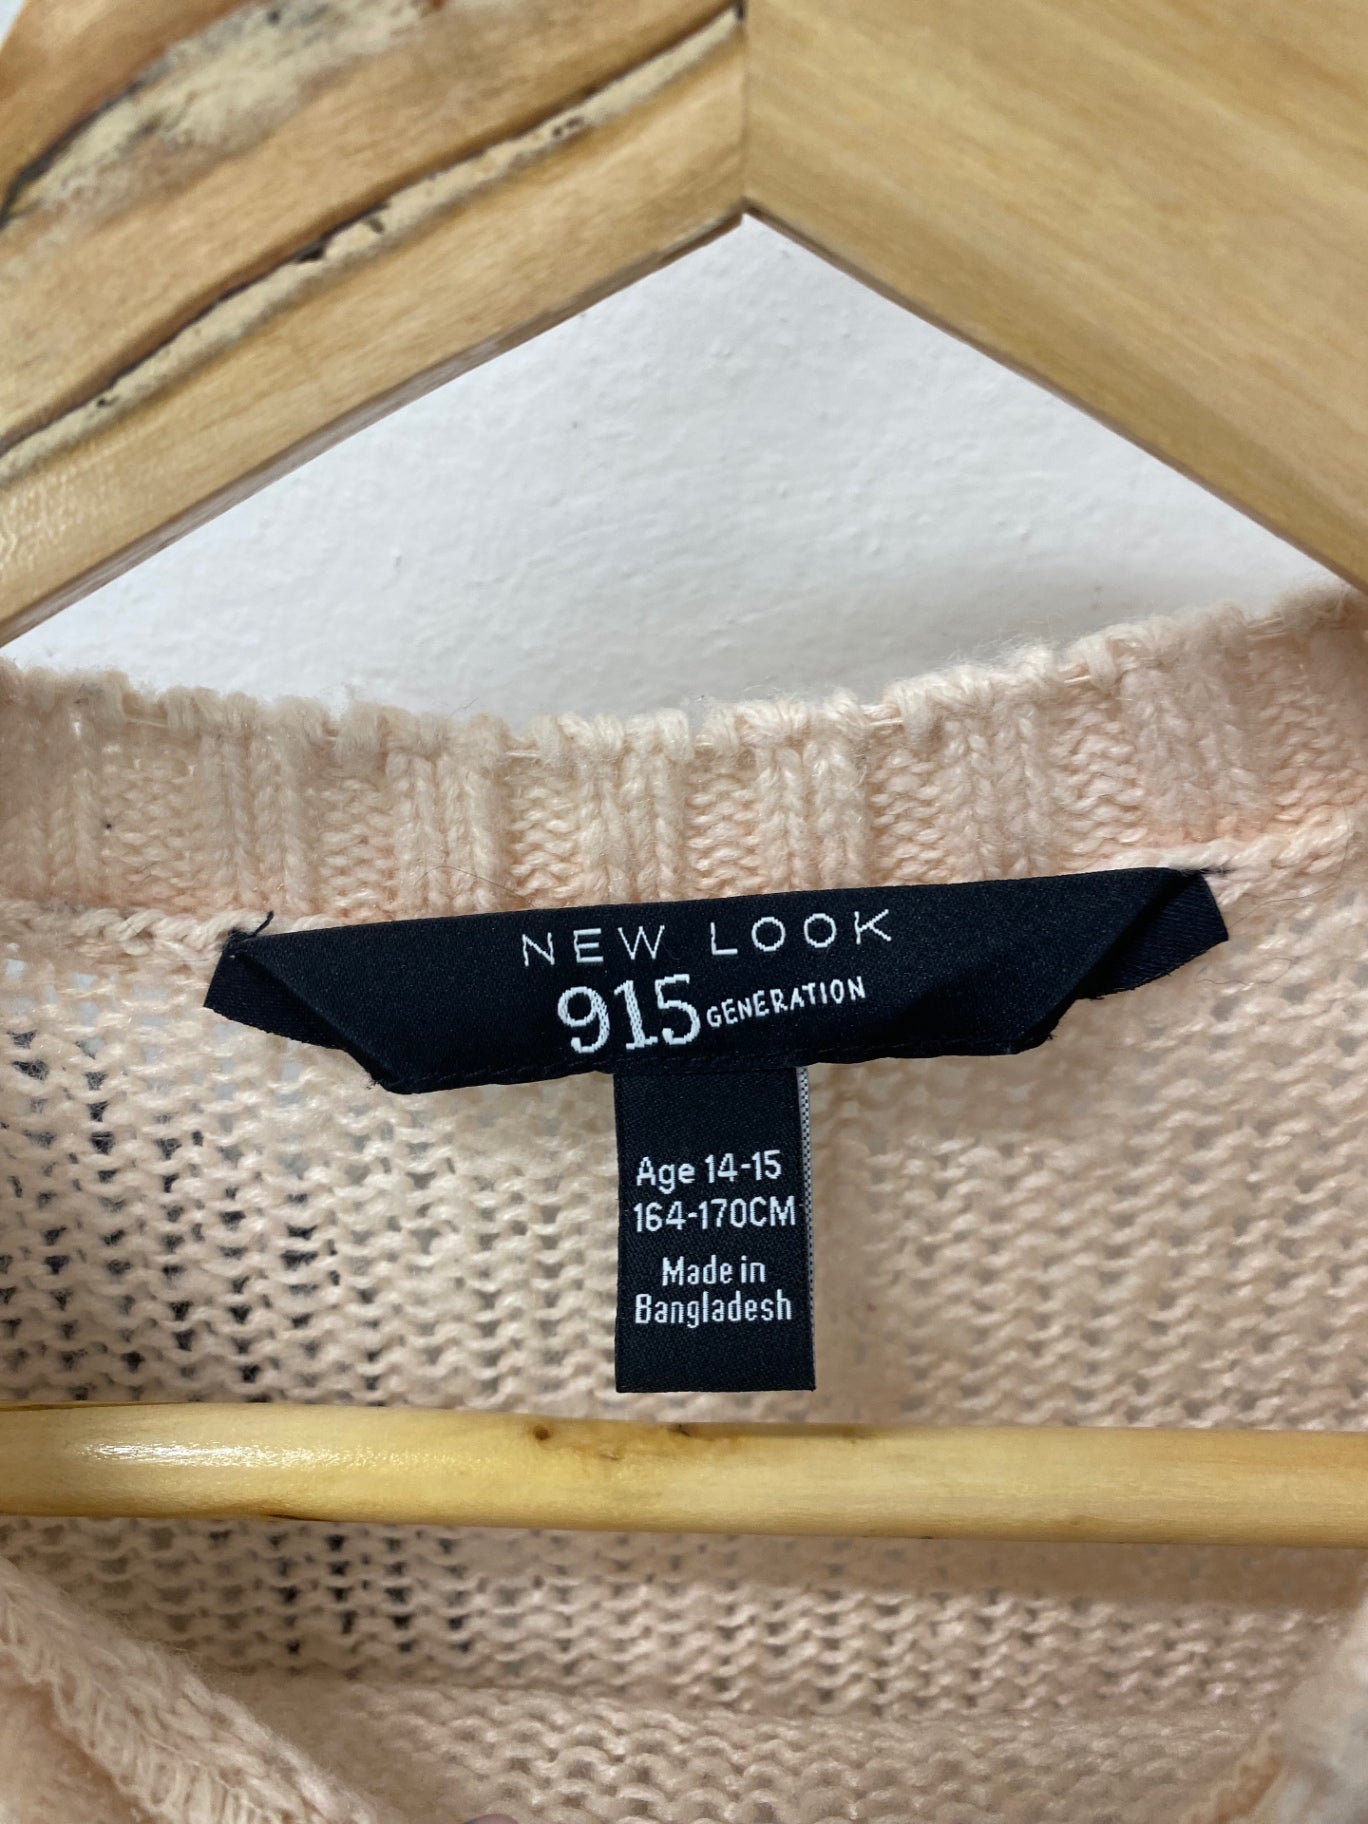 NEW LOOK
915 GENERATION
Age 14-15
164-170CM
Made in
Bangladesh